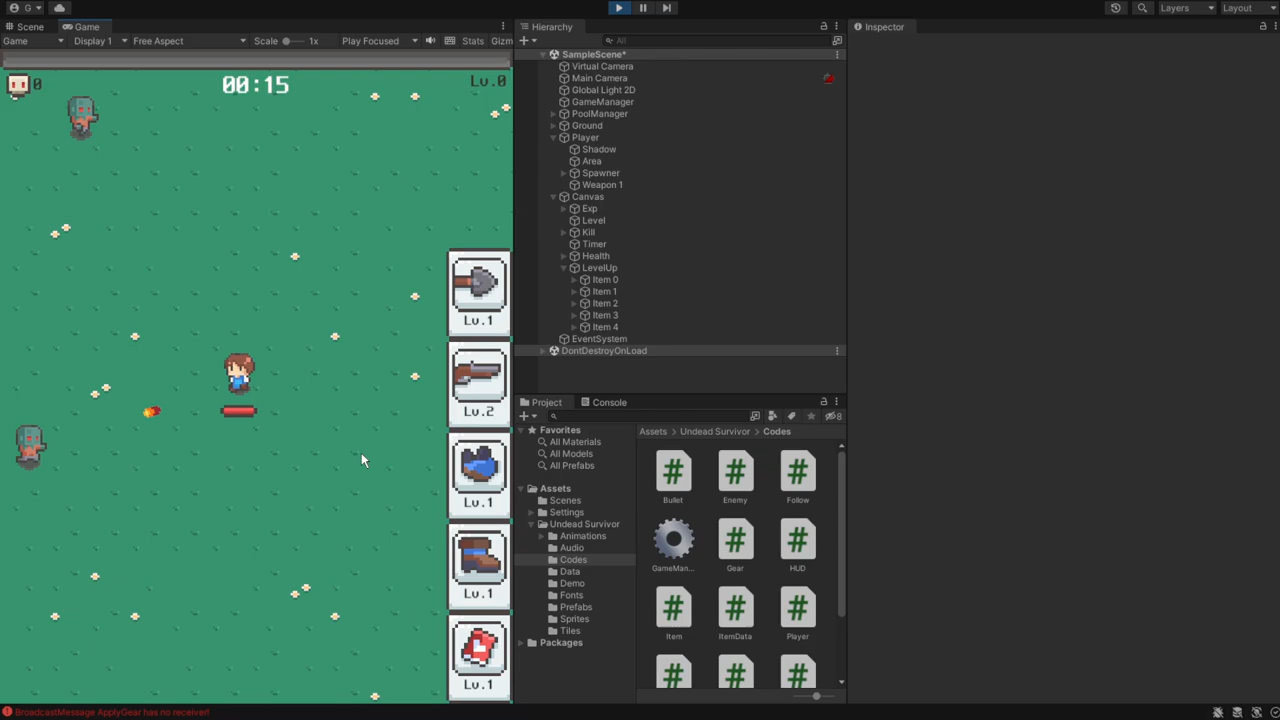 G
Layers
Layout
Scene
Game
Hierarchy
Inspector
Game
Display 1
Free Aspect
Scale
1x
Play Focused
Stats
Gizm
All
0
00:15
Lv.0
SampleScene*
Virtual Camera
Main Camera
Global Light 2D
GameManager
PoolManager
Ground
Player
Shadow
Area
Spawner
Weapon 1
Canvas
Exp
Level
Kill
Timer
Health
LevelUp
Item 0
Item 1
Item 2
Item 3
Item 4
EventSystem
DontDestroyOnLoad
Lv.1
Lv.2
Lv.1
Lv.1
Lv.1
Project
Console
8
Favorites
All Materials
All Models
All Prefabs
Assets
Scenes
Settings
Undead Survivor
Animations
Audio
Codes
Data
Demo
Fonts
Prefabs
Sprites
Tiles
Packages
Assets > Undead Survivor > Codes
# # #
Bullet Enemy Follow
# #
GameMan... Gear HUD
# # #
Item ItemData Player
# # #
BroadcastMessage ApplyGear has no receiver!